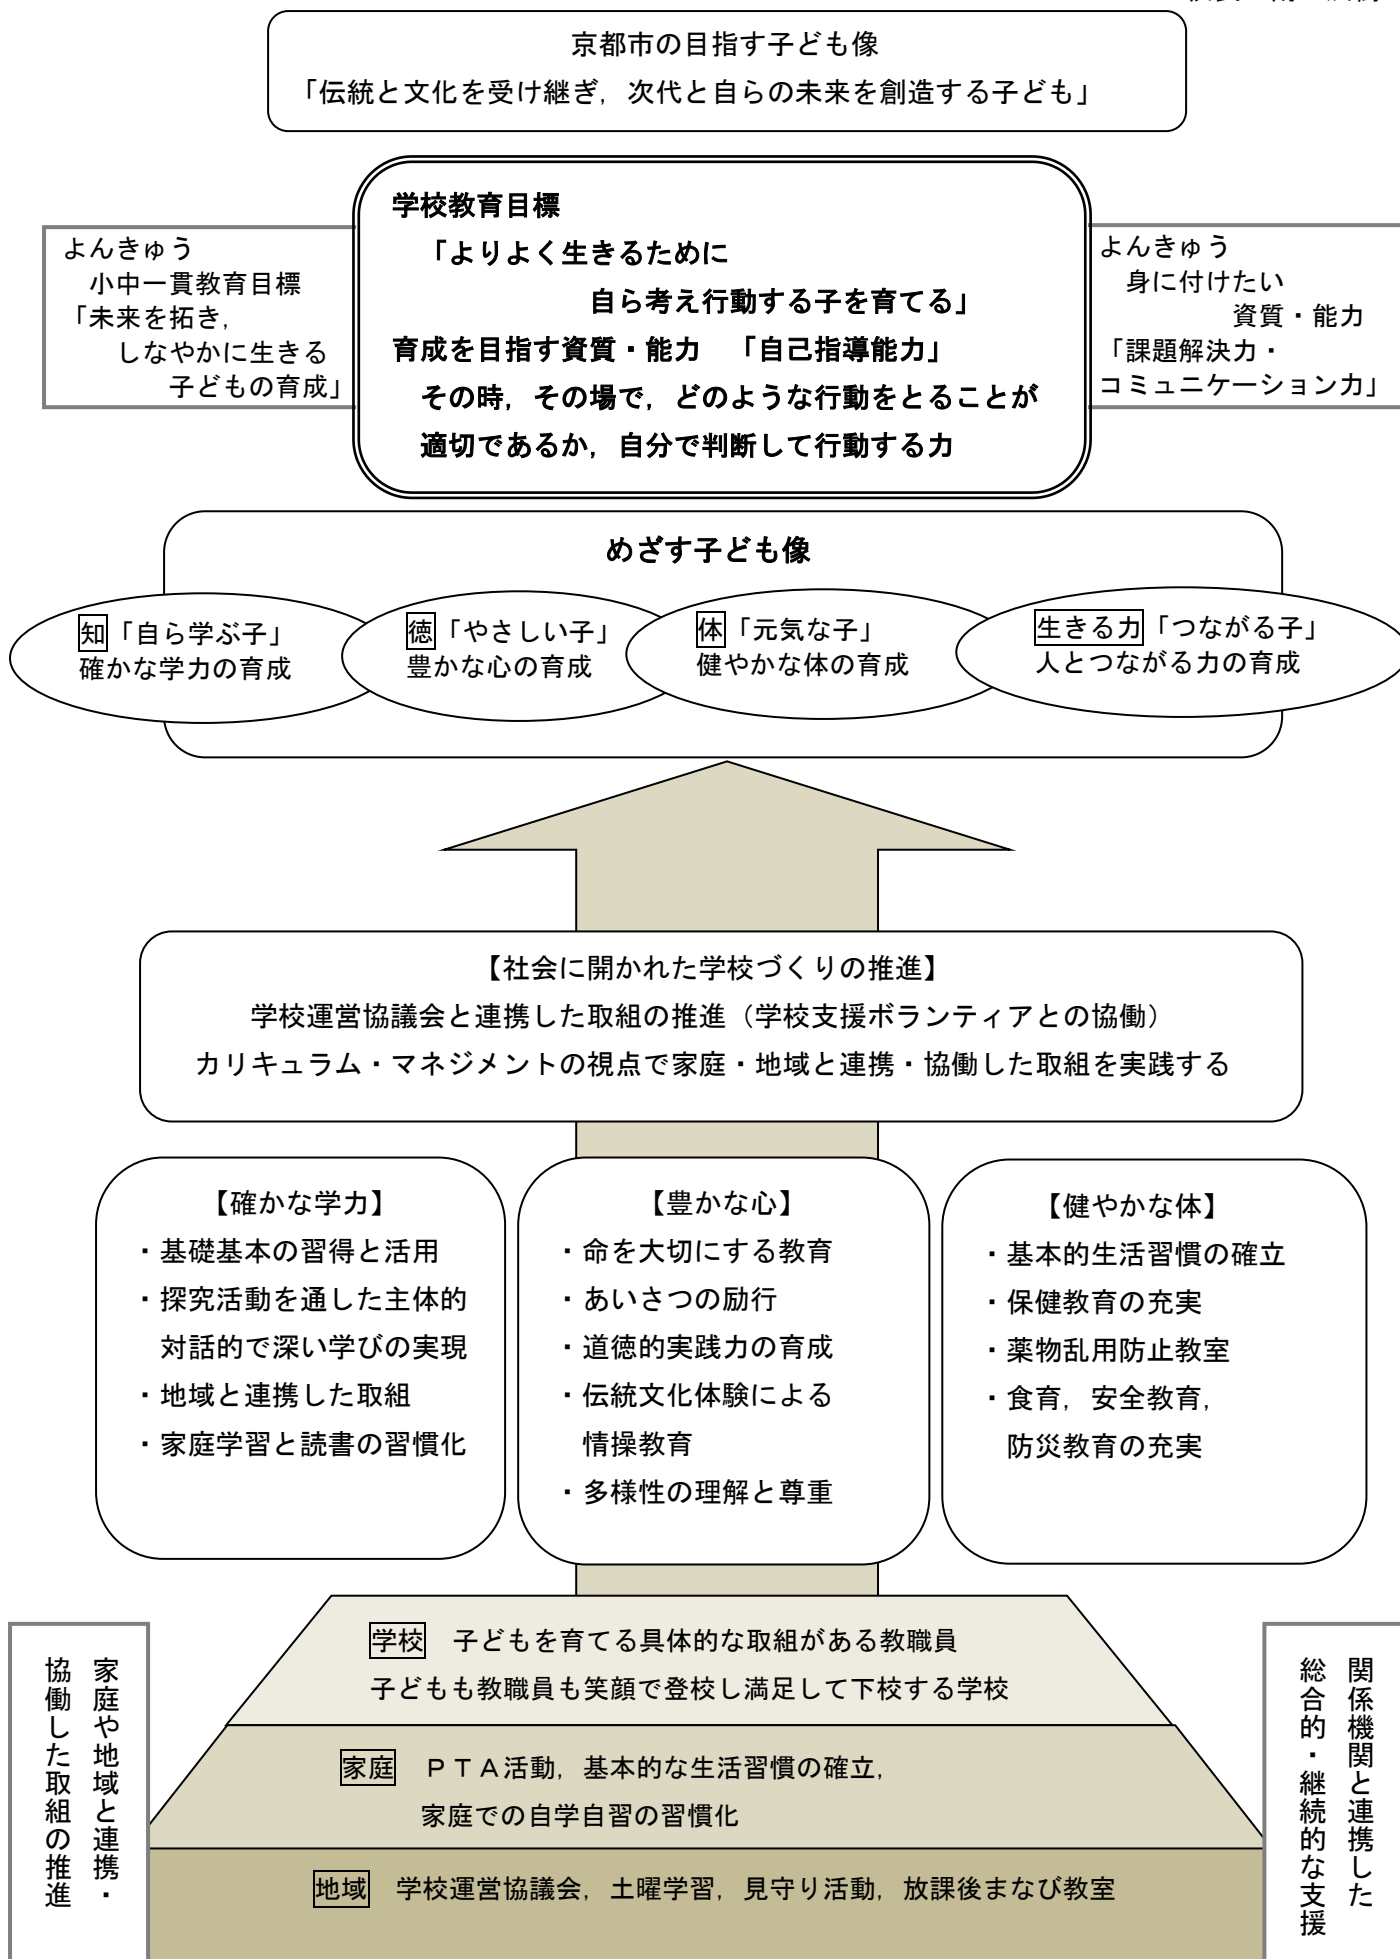 京都市の目指す子ども像
「伝統と文化を受け継ぎ，次代と自らの未来を創造する子ども」
学校教育目標
「よりよく生きるために
自ら考え行動する子を育てる」
育成を目指す資質・能力　「自己指導能力」
その時，その場で，どのような行動をとることが
適切であるか，自分で判断して行動する力
よんきゅう
小中一貫教育目標
「未来を拓き，
しなやかに生きる
子どもの育成」
よんきゅう
身に付けたい
資質・能力
「課題解決力・
コミュニケーション力」
めざす子ども像
知「自ら学ぶ子」
確かな学力の育成
徳「やさしい子」
豊かな心の育成
体「元気な子」
健やかな体の育成
生きる力「つながる子」
人とつながる力の育成
【社会に開かれた学校づくりの推進】
学校運営協議会と連携した取組の推進（学校支援ボランティアとの協働）
カリキュラム・マネジメントの視点で家庭・地域と連携・協働した取組を実践する
【確かな学力】
・基礎基本の習得と活用
・探究活動を通した主体的
対話的で深い学びの実現
・地域と連携した取組
・家庭学習と読書の習慣化
【豊かな心】
・命を大切にする教育
・あいさつの励行
・道徳的実践力の育成
・伝統文化体験による
情操教育
・多様性の理解と尊重
【健やかな体】
・基本的生活習慣の確立
・保健教育の充実
・薬物乱用防止教室
・食育，安全教育，
防災教育の充実
学校　子どもを育てる具体的な取組がある教職員
子どもも教職員も笑顔で登校し満足して下校する学校
家庭　ＰＴＡ活動，基本的な生活習慣の確立，
家庭での自学自習の習慣化
地域　学校運営協議会，土曜学習，見守り活動，放課後まなび教室
家庭や地域と連携・
協働した取組の推進
関係機関と連携した
総合的・継続的な支援